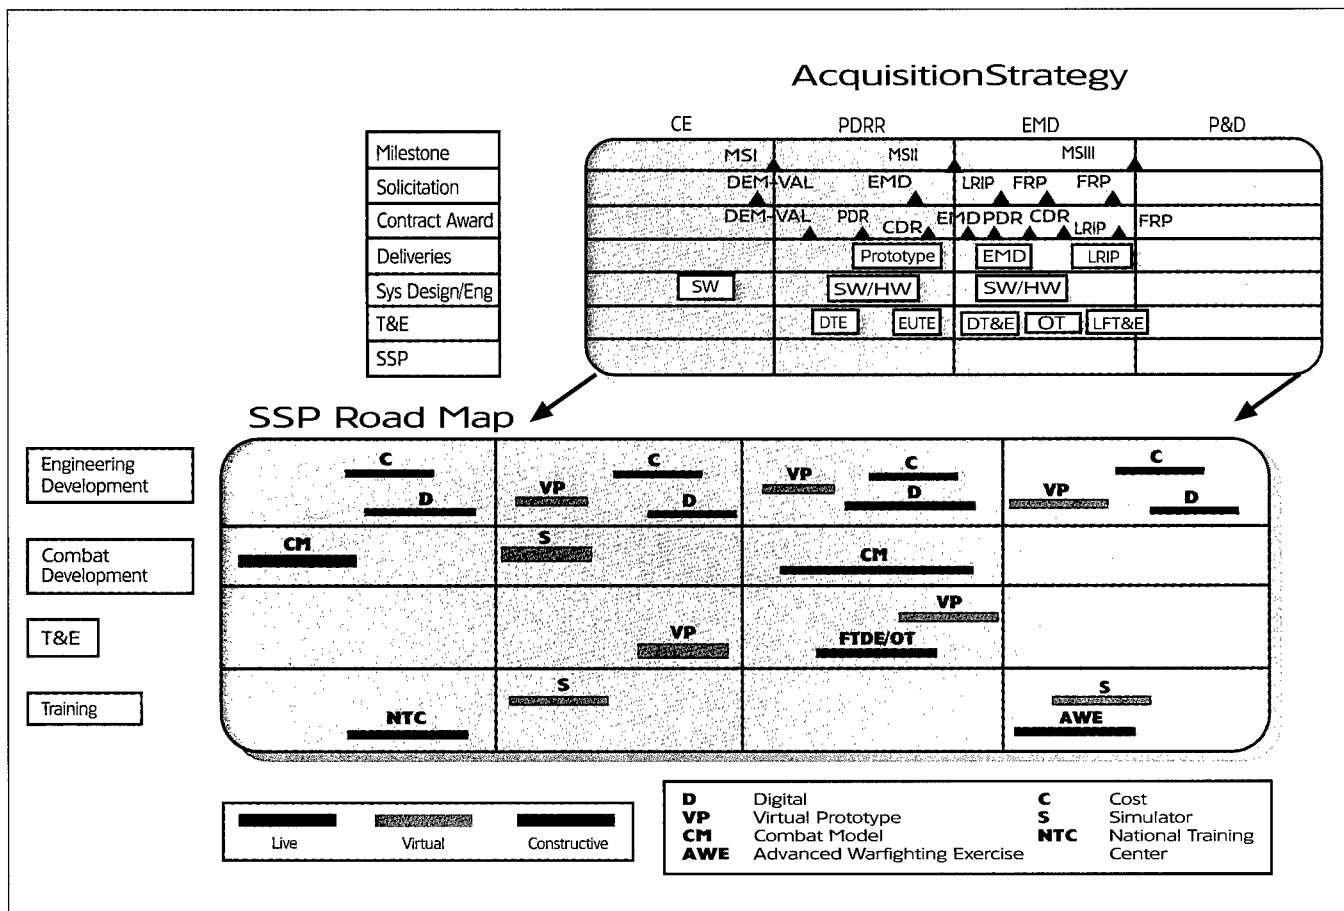 AcquisitionStrategy
CE PDRR EMD P&D
Milestone
MSI MSII MSIII
Solicitation
DEM-VAL EMD LRIP FRP FRP
Contract Award
DEM-VAL PDR CDR EMD PDR CDR LRIP FRP
Deliveries
Prototype EMD LRIP
Sys Design/Eng
SW SW/HW SW/HW
T&E
DTE EUTE DT&E OT LFT&E
SSP
SSP Road Map
Engineering
Development
C C VP C C
D VP D D VP D
Combat
Development
CM S CM
T&E
VP VP
FTDE/OT
Training
S S
NTC AWE
Live Virtual Constructive
D Digital C Cost
VP Virtual Prototype S Simulator
CM Combat Model NTC National Training
AWE Advanced Warfighting Exercise Center